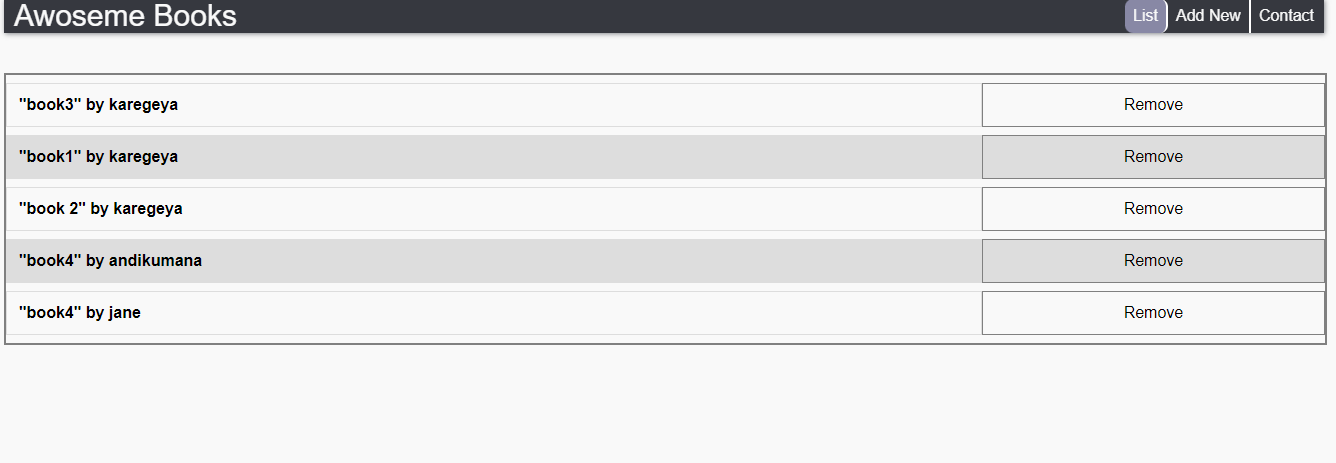 Awoseme Books List Add New Contact
"book3" by karegeya Remove
"book1" by karegeya Remove
"book 2" by karegeya Remove
"book4" by andikumana Remove
"book4" by jane Remove